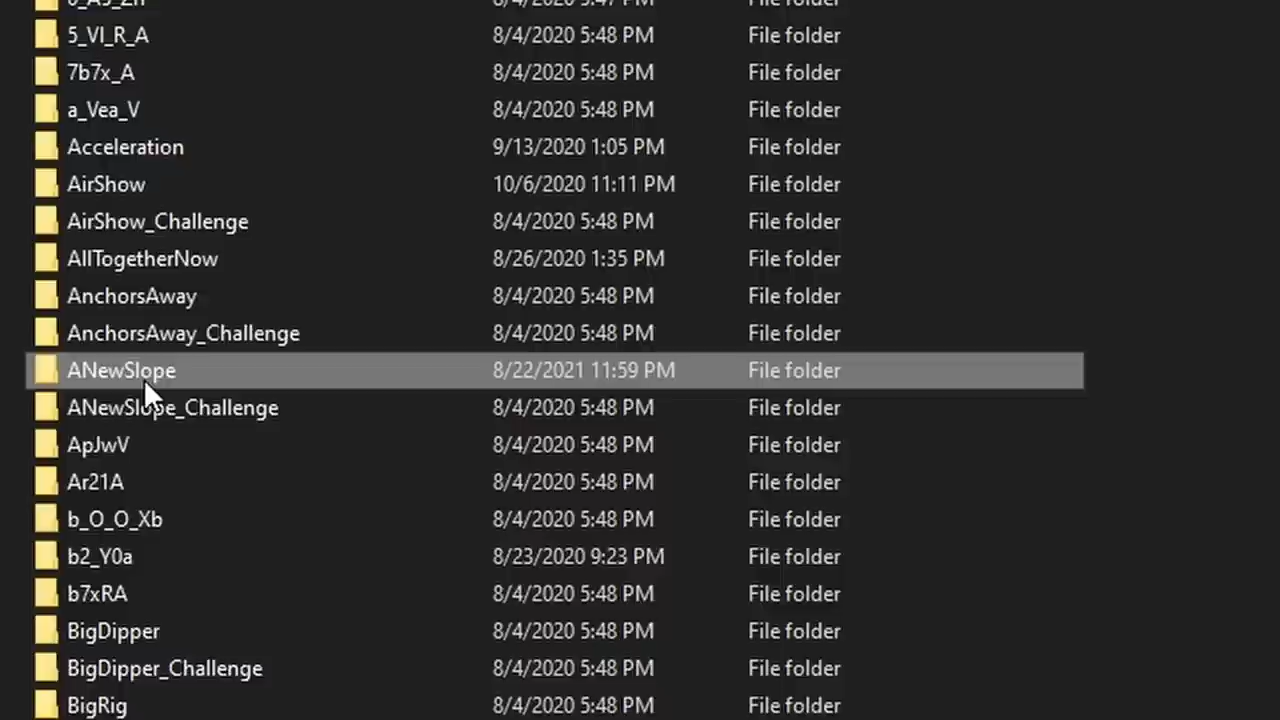 8/4/2020 5:47 PM File folder
5_VI_R_A 8/4/2020 5:48 PM File folder
7b7x_A 8/4/2020 5:48 PM File folder
a_Vea_V 8/4/2020 5:48 PM File folder
Acceleration 9/13/2020 1:05 PM File folder
AirShow 10/6/2020 11:11 PM File folder
AirShow_Challenge 8/4/2020 5:48 PM File folder
AllTogetherNow 8/26/2020 1:35 PM File folder
AnchorsAway 8/4/2020 5:48 PM File folder
AnchorsAway_Challenge 8/4/2020 5:48 PM File folder
ANewSlope 8/22/2021 11:59 PM File folder
ANewSlope_Challenge 8/4/2020 5:48 PM File folder
ApJwV 8/4/2020 5:48 PM File folder
Ar21A 8/4/2020 5:48 PM File folder
b_O_O_Xb 8/4/2020 5:48 PM File folder
b2_Y0a 8/23/2020 9:23 PM File folder
b7xRA 8/4/2020 5:48 PM File folder
BigDipper 8/4/2020 5:48 PM File folder
BigDipper_Challenge 8/4/2020 5:48 PM File folder
BigRig 8/4/2020 5:48 PM File folder